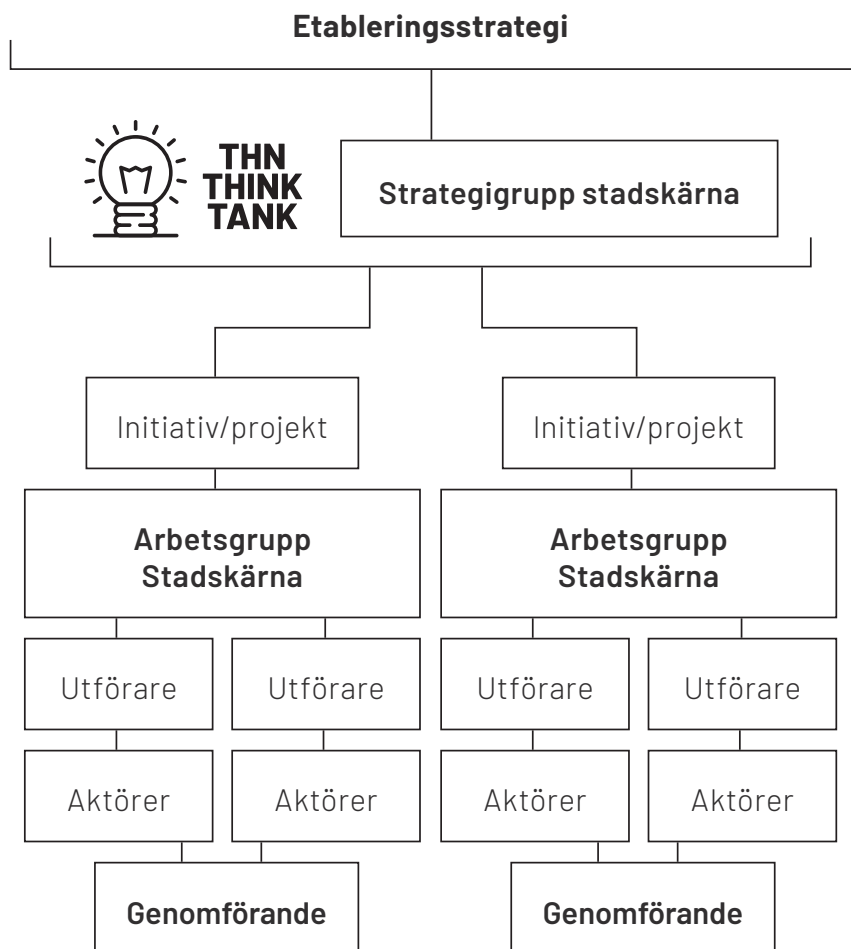 Etableringsstrategi
THN
THINK
TANK
Strategigrupp stadskärna
Initiativ/projekt
Initiativ/projekt
Arbetsgrupp
Stadskärna
Arbetsgrupp
Stadskärna
Utförare
Utförare
Utförare
Utförare
Aktörer
Aktörer
Aktörer
Aktörer
Genomförande
Genomförande